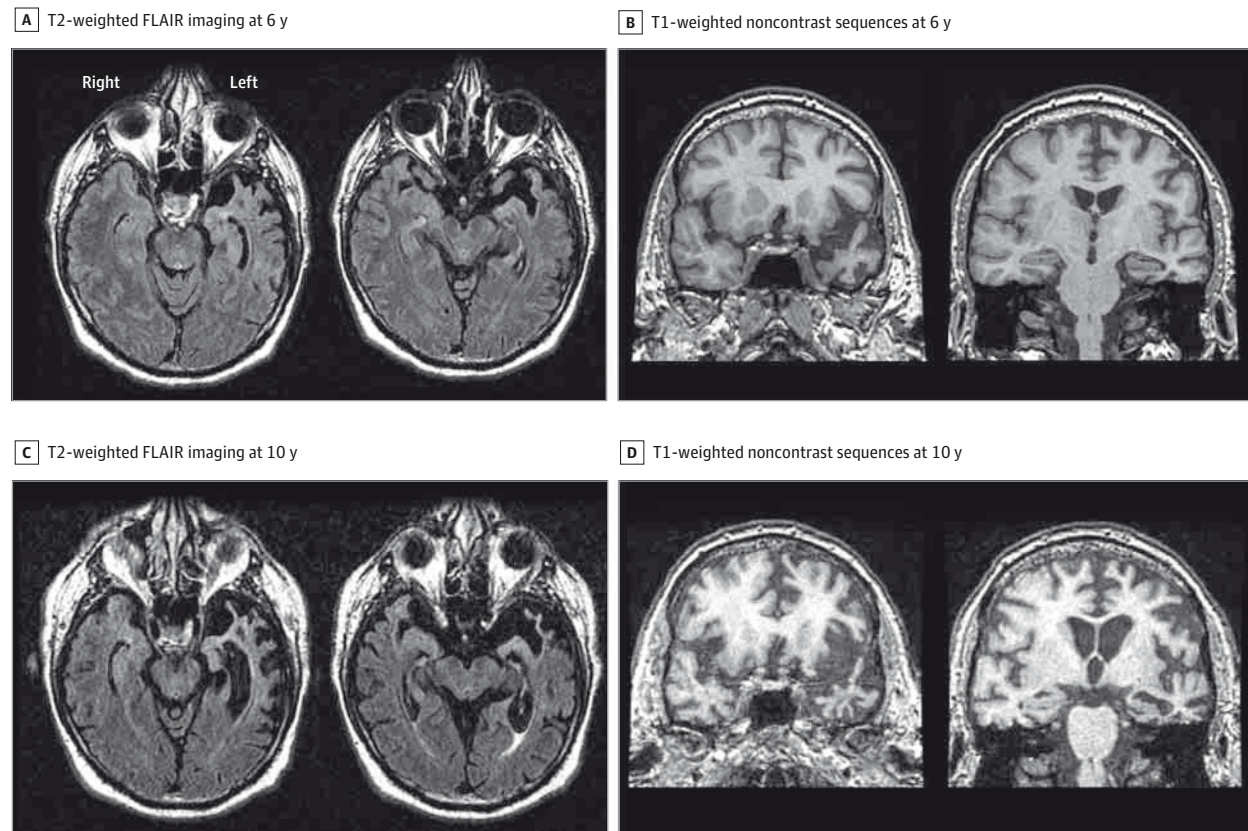 A T2-weighted FLAIR imaging at 6 y
B T1-weighted noncontrast sequences at 6 y
Right
Left
C T2-weighted FLAIR imaging at 10 y
D T1-weighted noncontrast sequences at 10 y